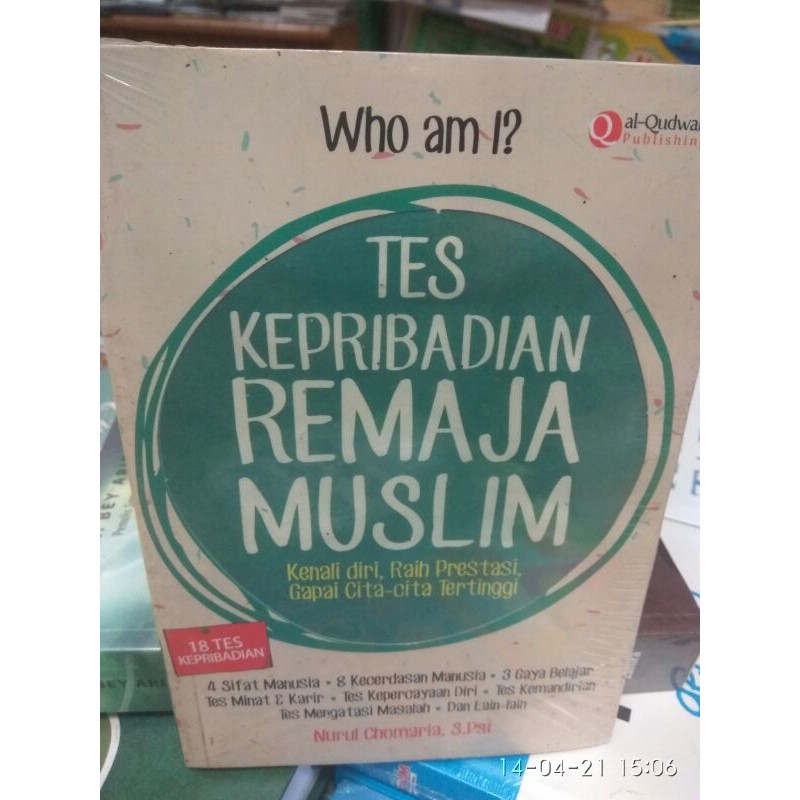 Who am I?
al-Qudwah
Publishing
TES
KEPRIBADIAN
REMAJA
MUSLIM
Kenali diri, Raih Prestasi,
Gapai Cita-cita Tertinggi
18 TES
KEPRIBADIAN
4 Sifat Manusia • 8 Kecerdasan Manusia • 3 Gaya Belajar
Tes Minat & Karir • Tes Kepercayaan Diri • Tes Kemandirian
Tes Mengatasi Masalah • Dan Lain-lain
Nurul Chomaria, S.Psi
14-04-21 15:06